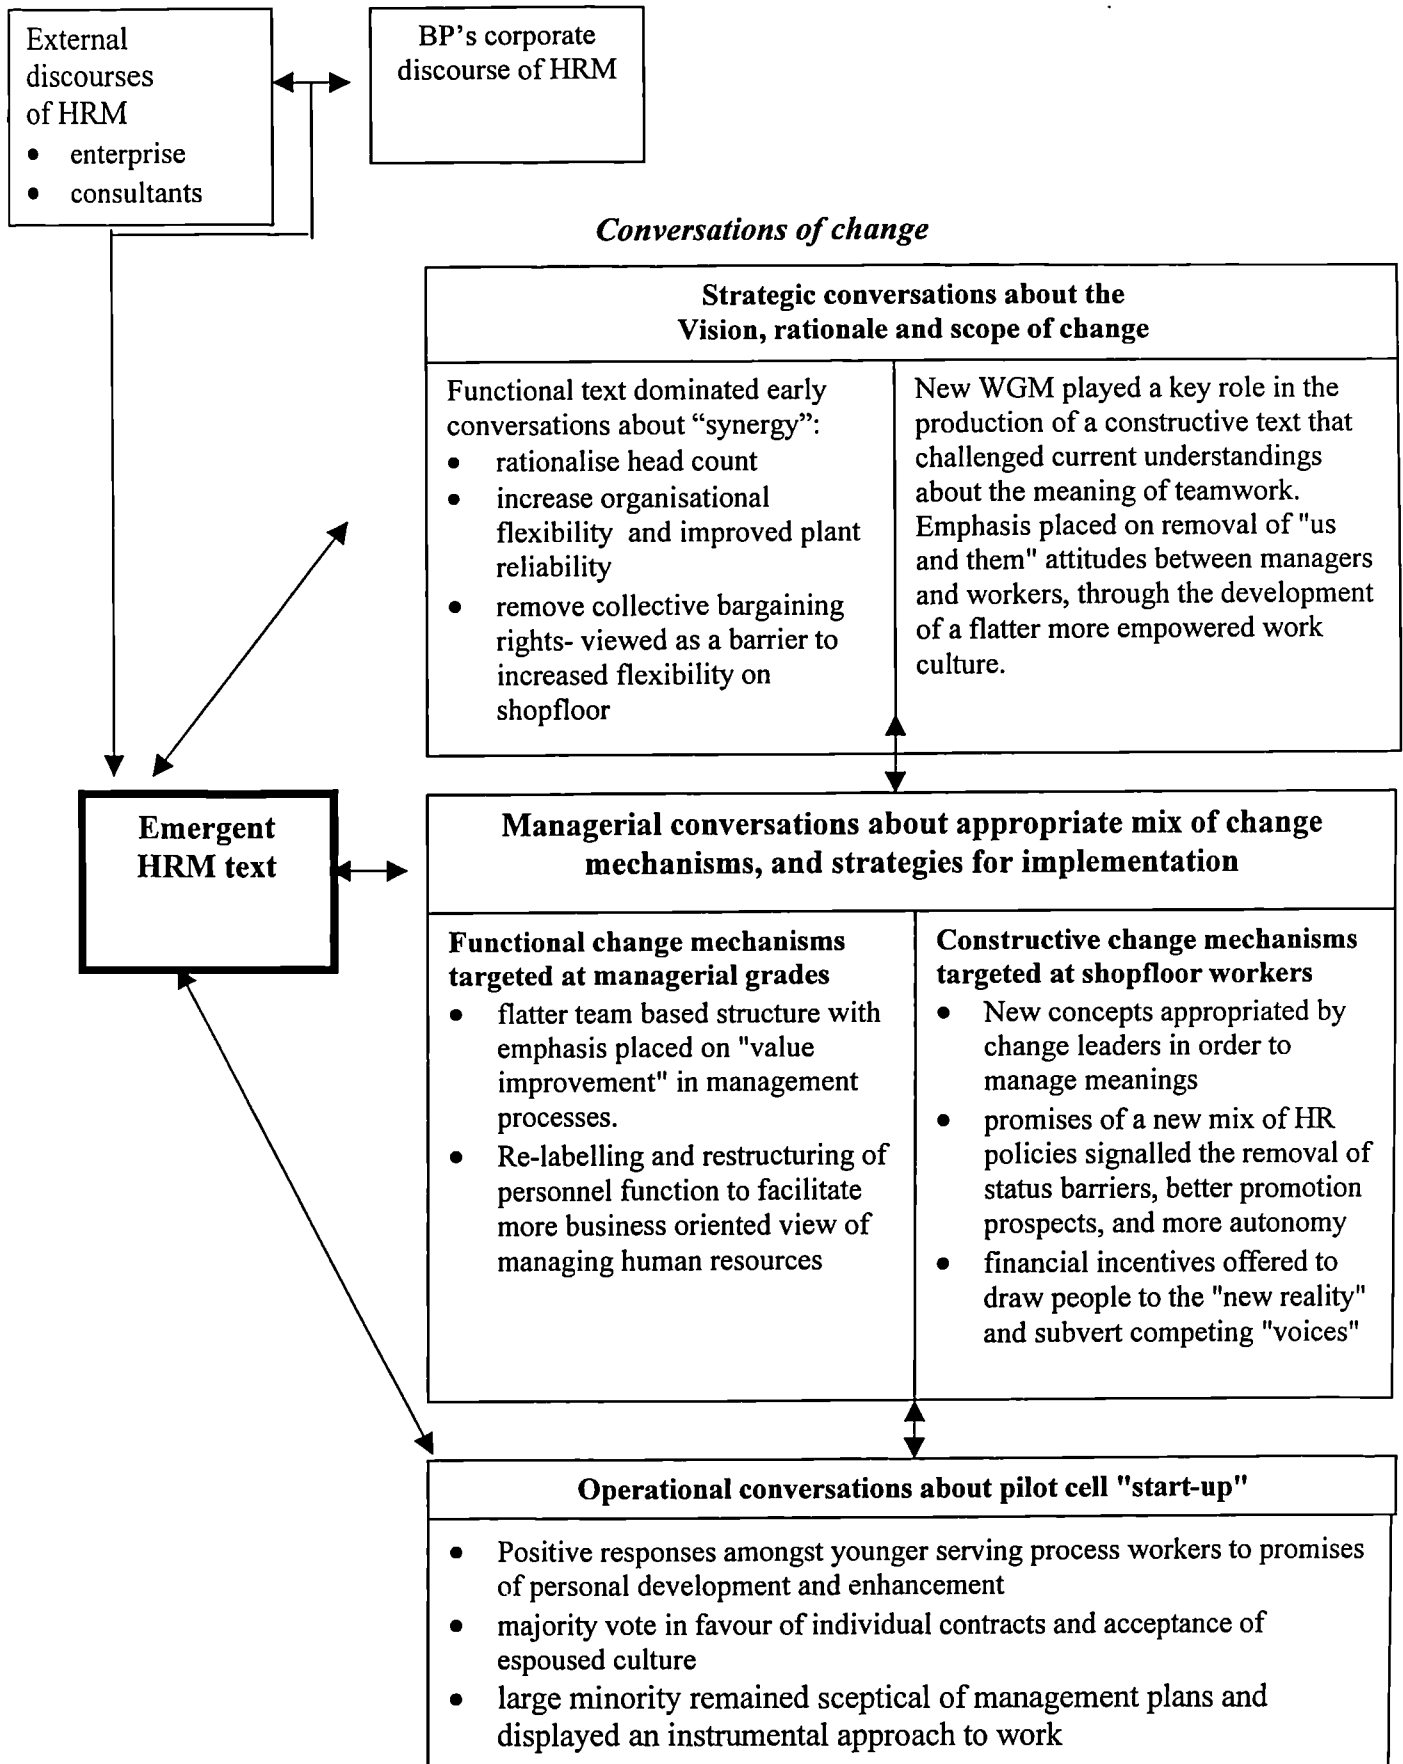 External
discourses
of HRM
• enterprise
• consultants
BP's corporate
discourse of HRM
Conversations of change
Strategic conversations about the
Vision, rationale and scope of change
Functional text dominated early
conversations about “synergy”:
• rationalise head count
• increase organisational
flexibility and improved plant
reliability
• remove collective bargaining
rights- viewed as a barrier to
increased flexibility on
shopfloor
New WGM played a key role in the
production of a constructive text that
challenged current understandings
about the meaning of teamwork.
Emphasis placed on removal of "us
and them" attitudes between managers
and workers, through the development
of a flatter more empowered work
culture.
Emergent
HRM text
Managerial conversations about appropriate mix of change
mechanisms, and strategies for implementation
Functional change mechanisms
targeted at managerial grades
• flatter team based structure with
emphasis placed on "value
improvement" in management
processes.
• Re-labelling and restructuring of
personnel function to facilitate
more business oriented view of
managing human resources
Constructive change mechanisms
targeted at shopfloor workers
• New concepts appropriated by
change leaders in order to
manage meanings
• promises of a new mix of HR
policies signalled the removal of
status barriers, better promotion
prospects, and more autonomy
• financial incentives offered to
draw people to the "new reality"
and subvert competing "voices"
Operational conversations about pilot cell "start-up"
• Positive responses amongst younger serving process workers to promises
of personal development and enhancement
• majority vote in favour of individual contracts and acceptance of
espoused culture
• large minority remained sceptical of management plans and
displayed an instrumental approach to work